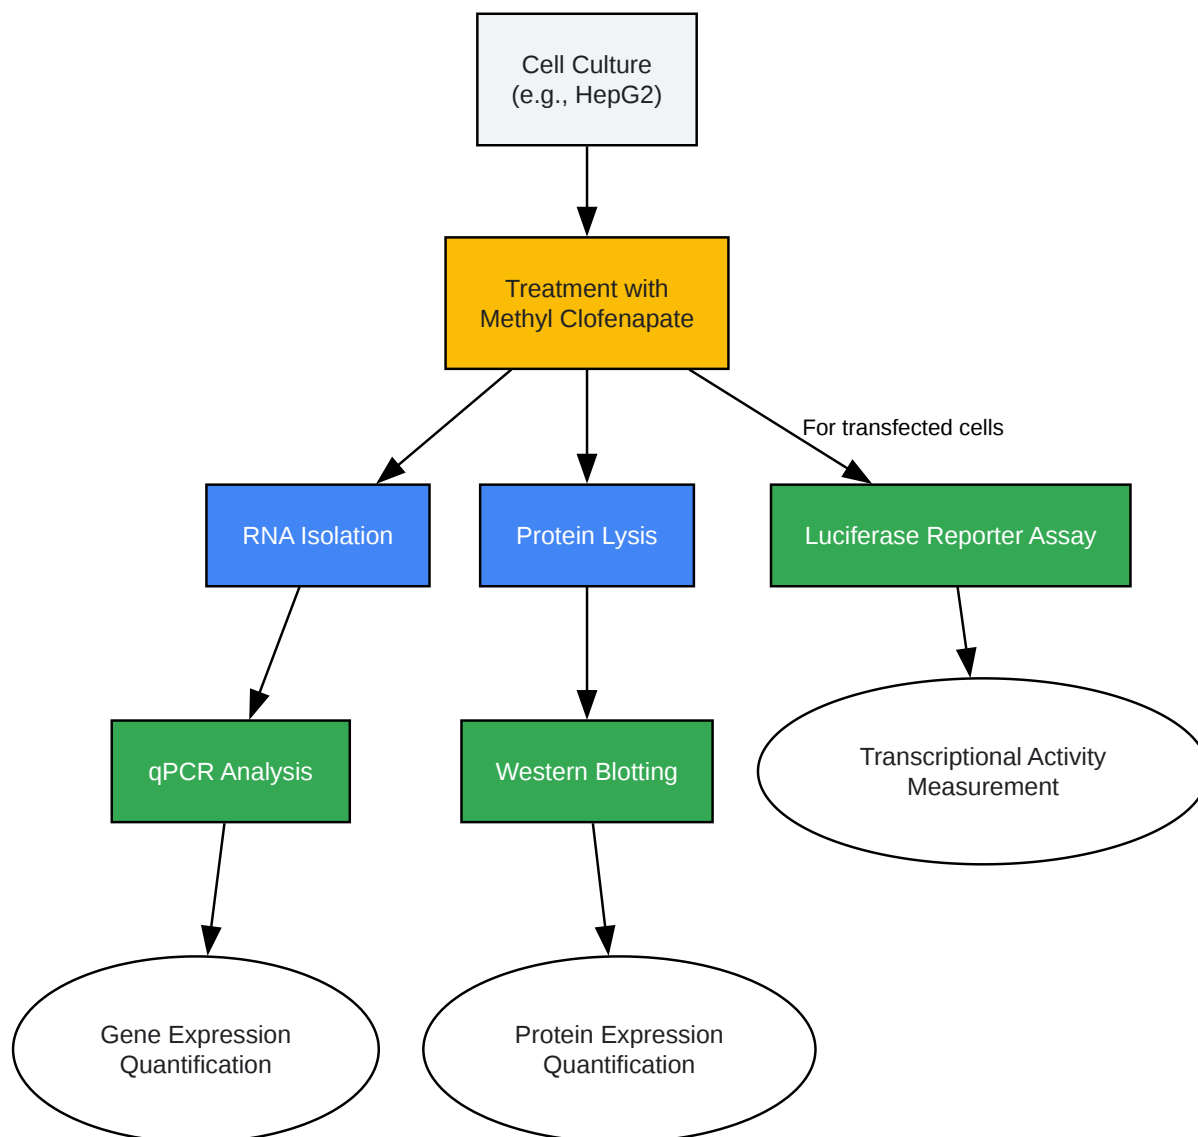 Cell Culture
(e.g., HepG2)
Treatment with
Methyl Clofenapate
For transfected cells
RNA Isolation
Protein Lysis
Luciferase Reporter Assay
qPCR Analysis
Western Blotting
Transcriptional Activity
Measurement
Gene Expression
Quantification
Protein Expression
Quantification